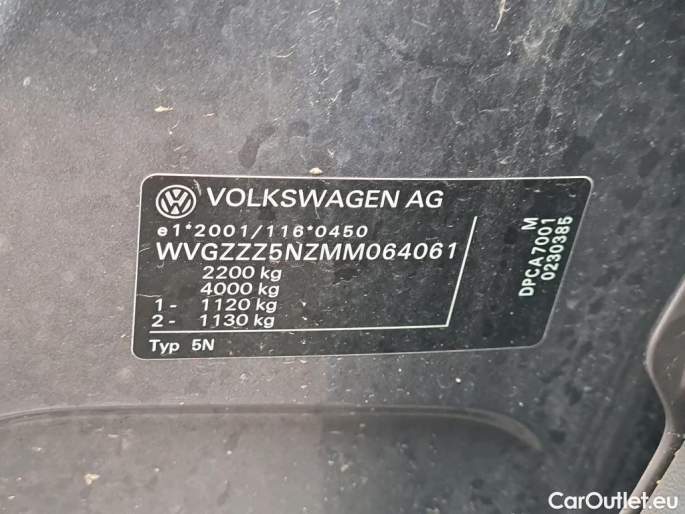 VOLKSWAGEN AG
e1*2001/116*0450
WVGZZZ5NZMM064061
2200 kg
4000 kg
1- 1120 kg
2- 1130 kg
Typ 5N
M
DPCA7001
0230385
CarOutlet.eu